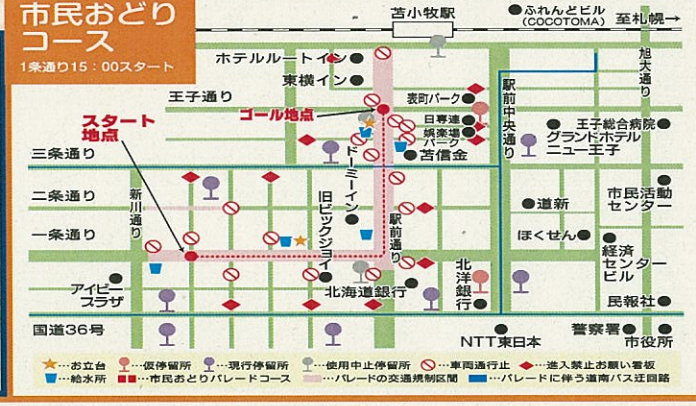 市民おどり
コース
1条通り15：00スタート
苫小牧駅
ふれんどビル
(COCOTOMA)
至札幌→
ホテルルートイン
東横イン
旭大通り
王子通り
表町パーク
駅前中央通り
スタート
地点
ゴール地点
日専連
娯楽場
パーク
苫信金
王子総合病院
グランドホテル
ニュー王子
三条通り
ドーミーイン
二条通り
新川通り
旧ビックジョイ
駅前通り
道新
市民活動
センター
一条通り
ほくせん
経済
センター
ビル
アイビー
プラザ
北海道銀行
北洋銀行
民報社
国道36号
NTT東日本
警察署
市役所
…お立台
…仮停留所
…現行停留所
…使用中止停留所
…車両通行止
…進入禁止お願い看板
…給水所
…市民おどりパレードコース
…パレードの交通規制区間
…パレードに伴う道南バス迂回路